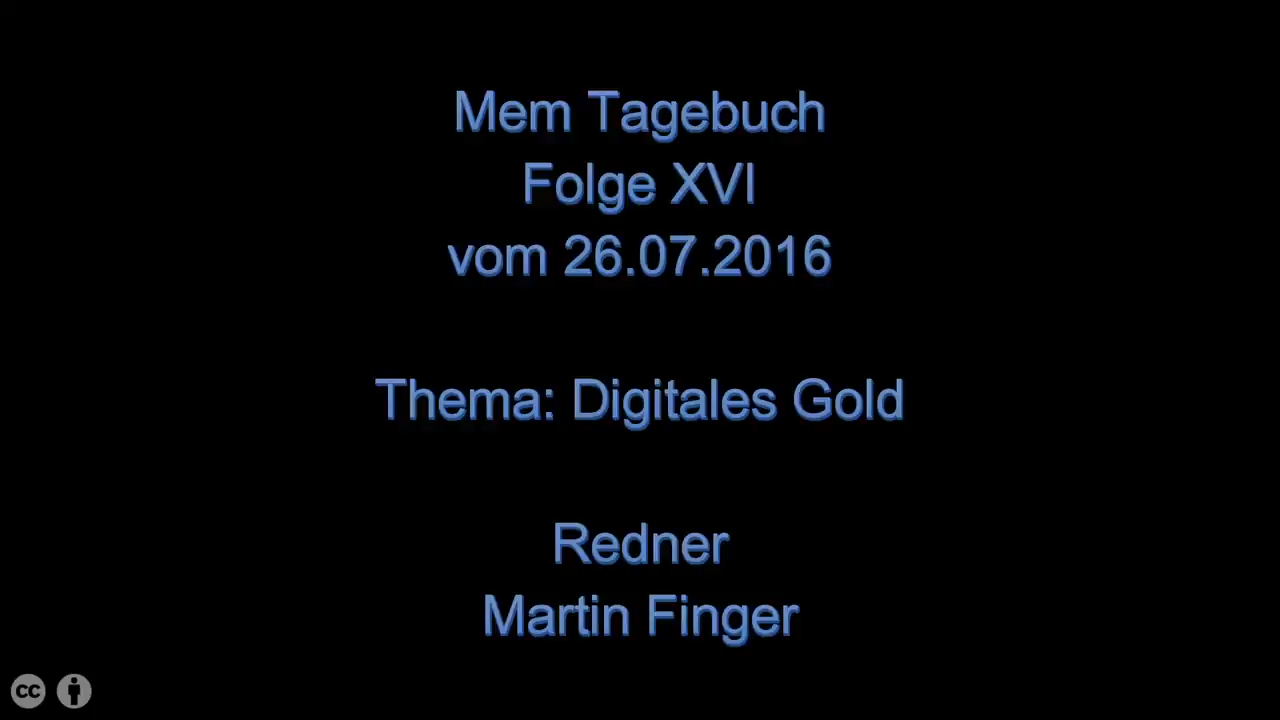 Mem Tagebuch
Folge XVI
vom 26.07.2016
Thema: Digitales Gold
Redner
Martin Finger
cc